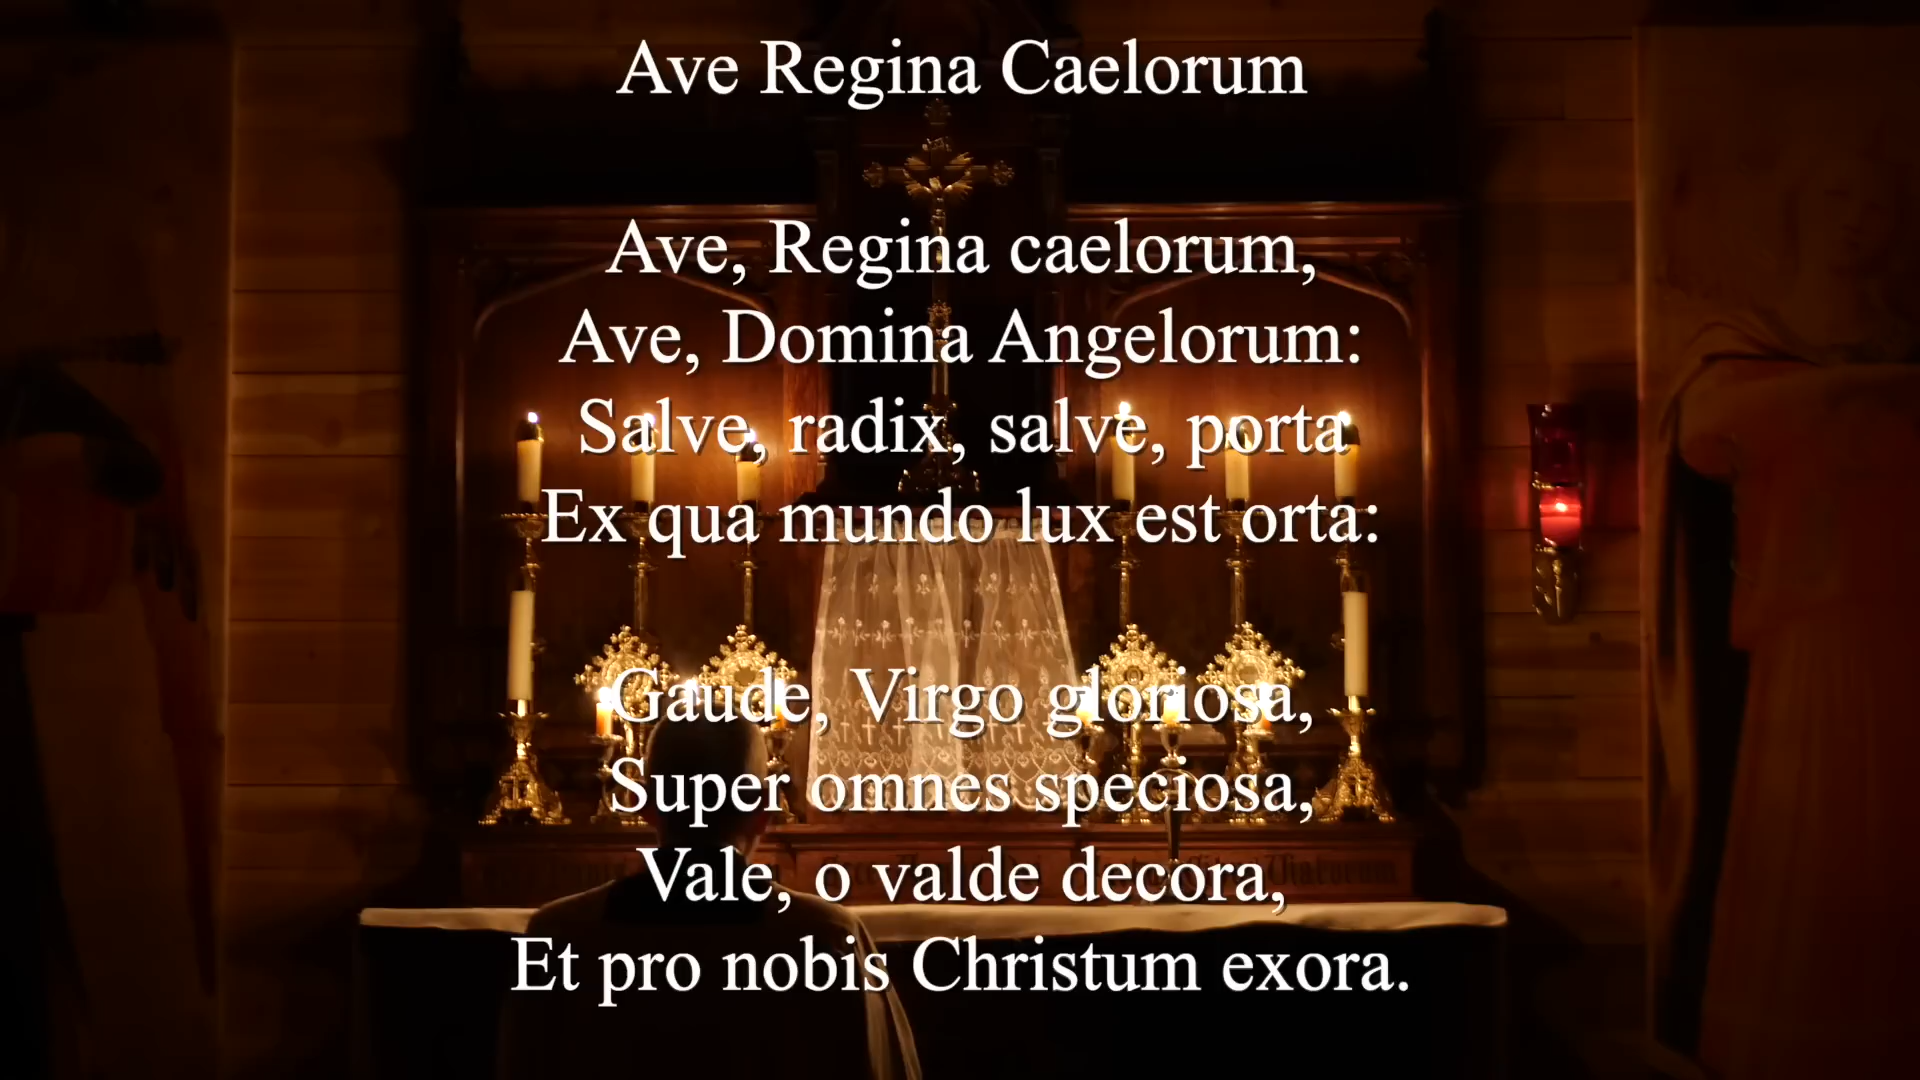 Ave Regina Caelorum
Ave, Regina caelorum,
Ave, Domina Angelorum:
Salve, radix, salve, porta
Ex qua mundo lux est orta:
Gaude, Virgo gloriosa,
Super omnes speciosa,
Vale, o valde decora,
Et pro nobis Christum exora.